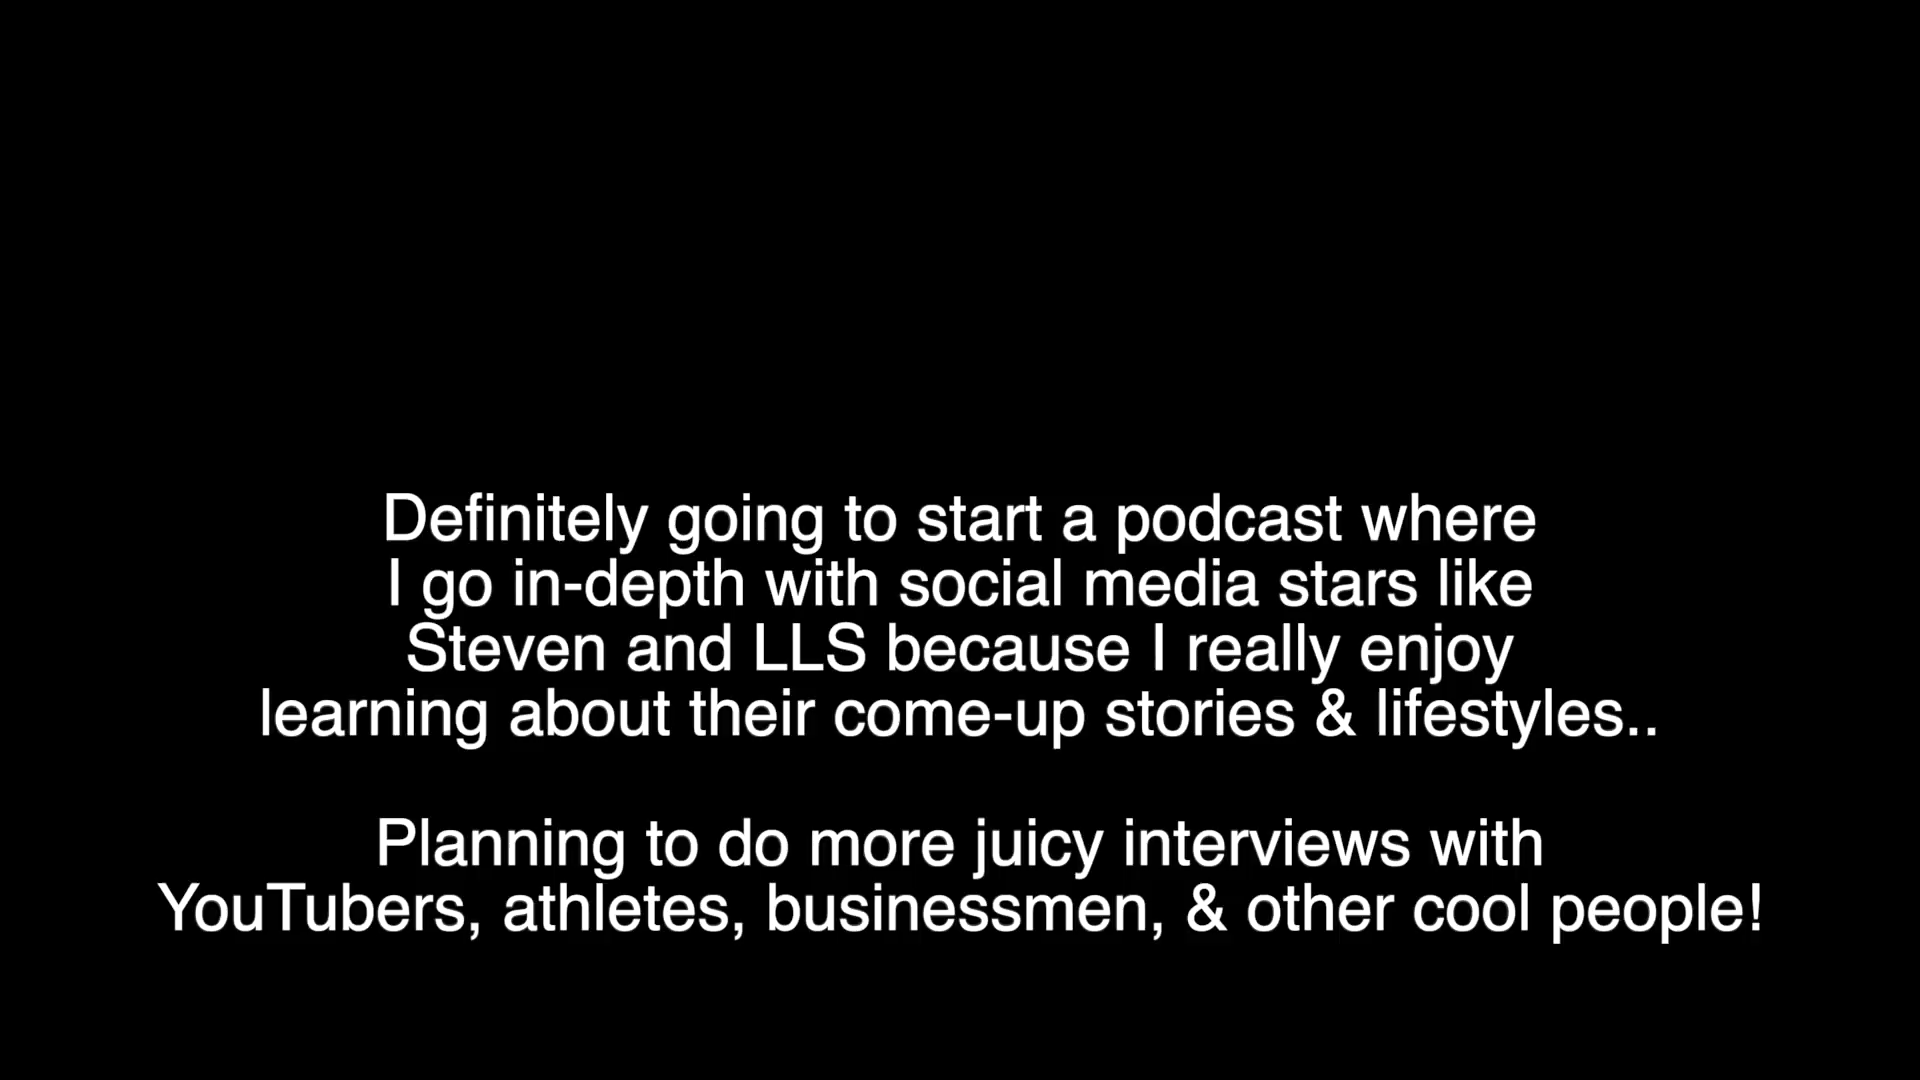 Definitely going to start a podcast where
I go in-depth with social media stars like
Steven and LLS because I really enjoy
learning about their come-up stories & lifestyles..
Planning to do more juicy interviews with
YouTubers, athletes, businessmen, & other cool people!